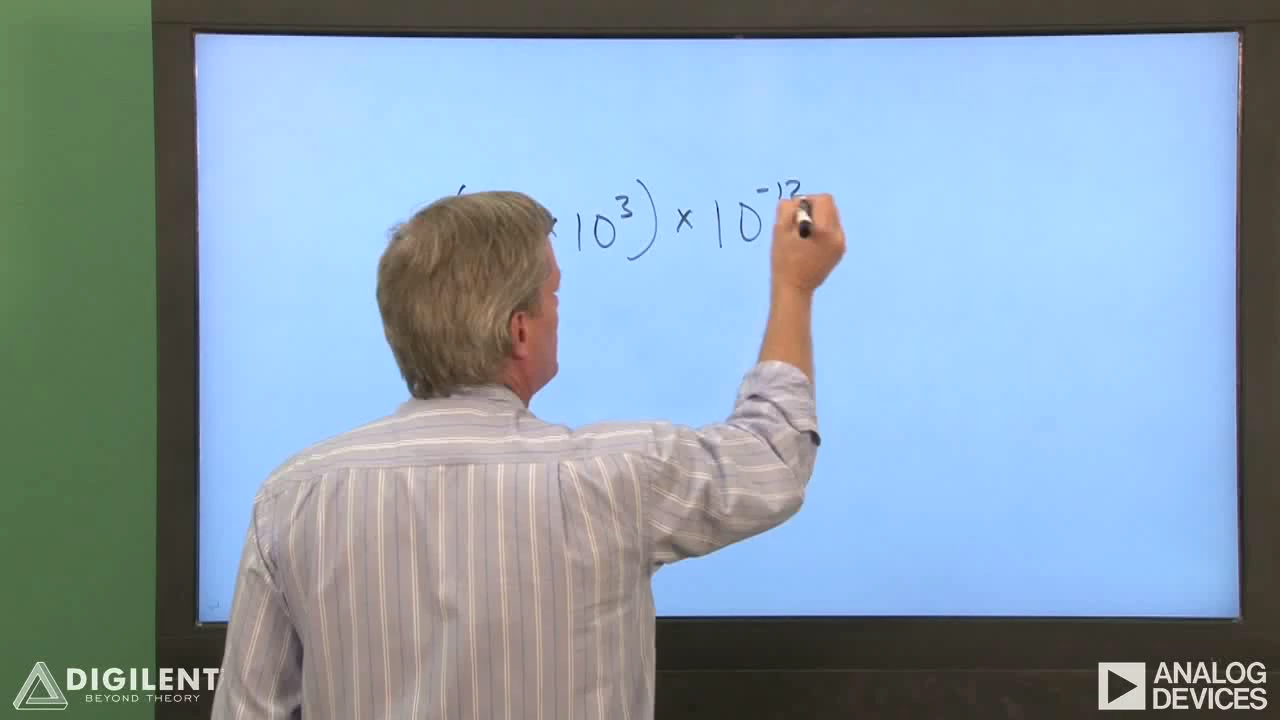 ( × 10³) × 10⁻¹²
DIGILENT
BEYOND THEORY
ANALOG
DEVICES